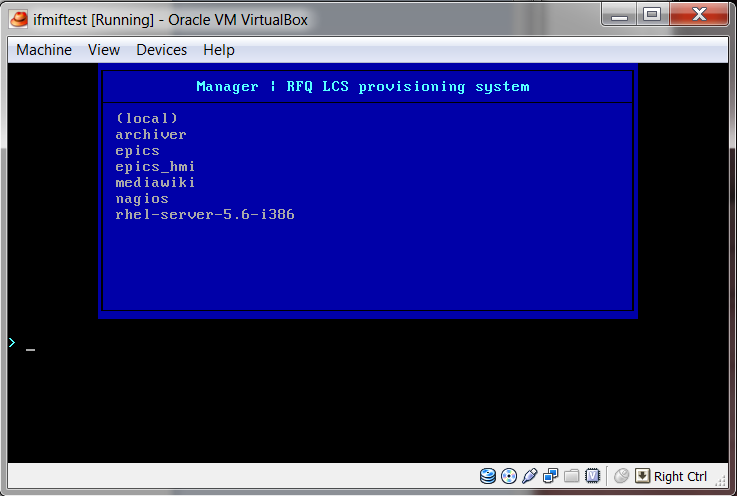 ifmiftest [Running] - Oracle VM VirtualBox
Machine View Devices Help
Manager | RFQ LCS provisioning system
(local)
archiver
epics
epics_hmi
mediawiki
nagios
rhel-server-5.6-i386
> _
Right Ctrl